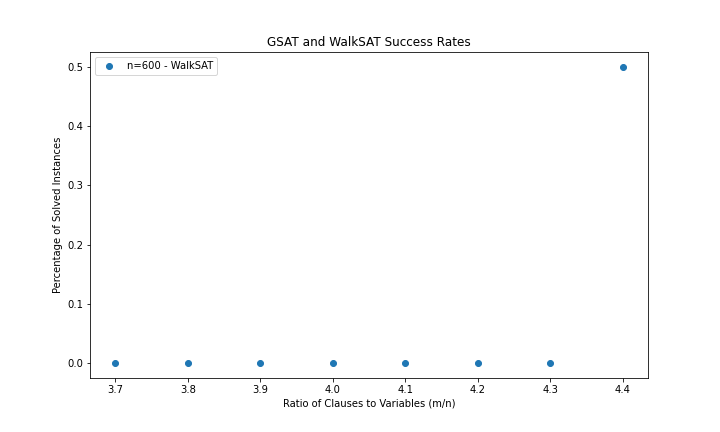 GSAT and WalkSAT Success Rates
n=600 - WalkSAT
Percentage of Solved Instances
0.5
0.4
0.3
0.2
0.1
0.0
3.7 3.8 3.9 4.0 4.1 4.2 4.3 4.4
Ratio of Clauses to Variables (m/n)